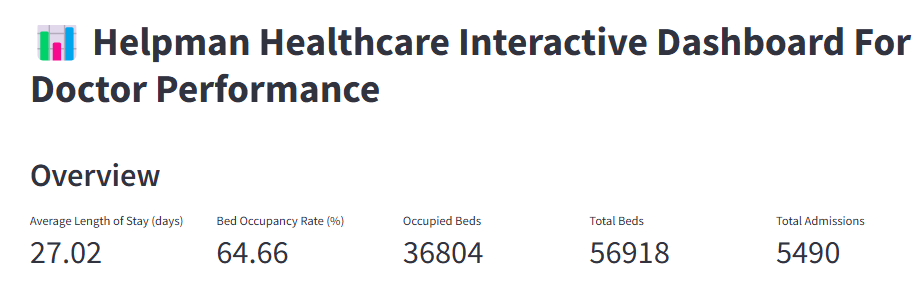 Helpman Healthcare Interactive Dashboard For
Doctor Performance
Overview
Average Length of Stay (days)
27.02
Bed Occupancy Rate (%)
64.66
Occupied Beds
36804
Total Beds
56918
Total Admissions
5490